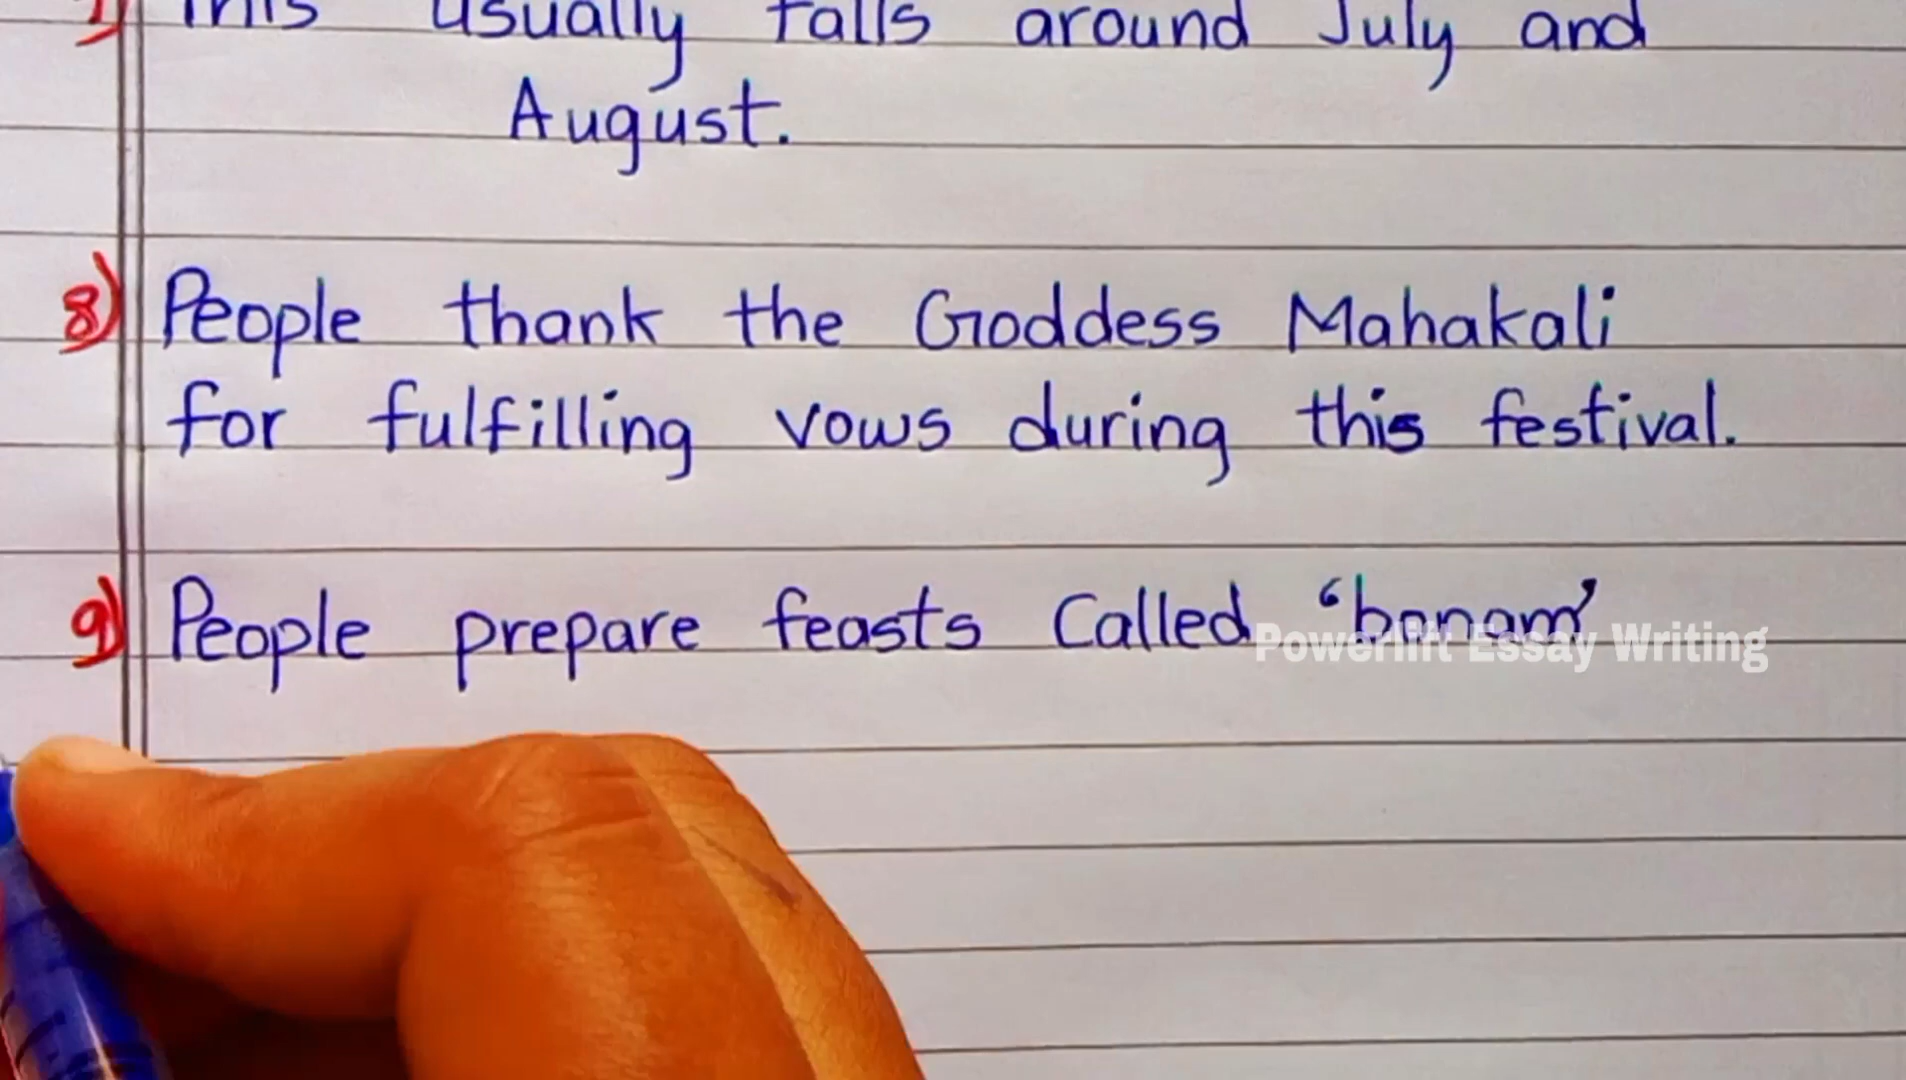 7) This usually falls around July and
August.
8) People thank the Goddess Mahakali
for fulfilling vows during this festival.
9) People prepare feasts Called ‘bonam’
Powerlift Essay Writing